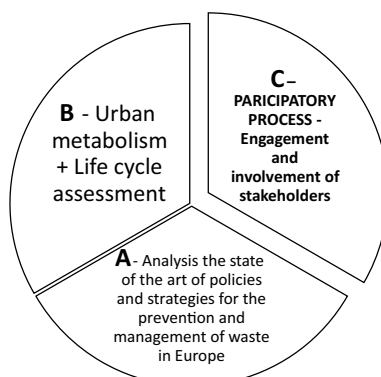 B - Urban
metabolism
+ Life cycle
assessment
C–
PARICIPATORY
PROCESS -
Engagement
and
involvement of
stakeholders
A- Analysis the state
of the art of policies
and strategies for the
prevention and
management of waste
in Europe